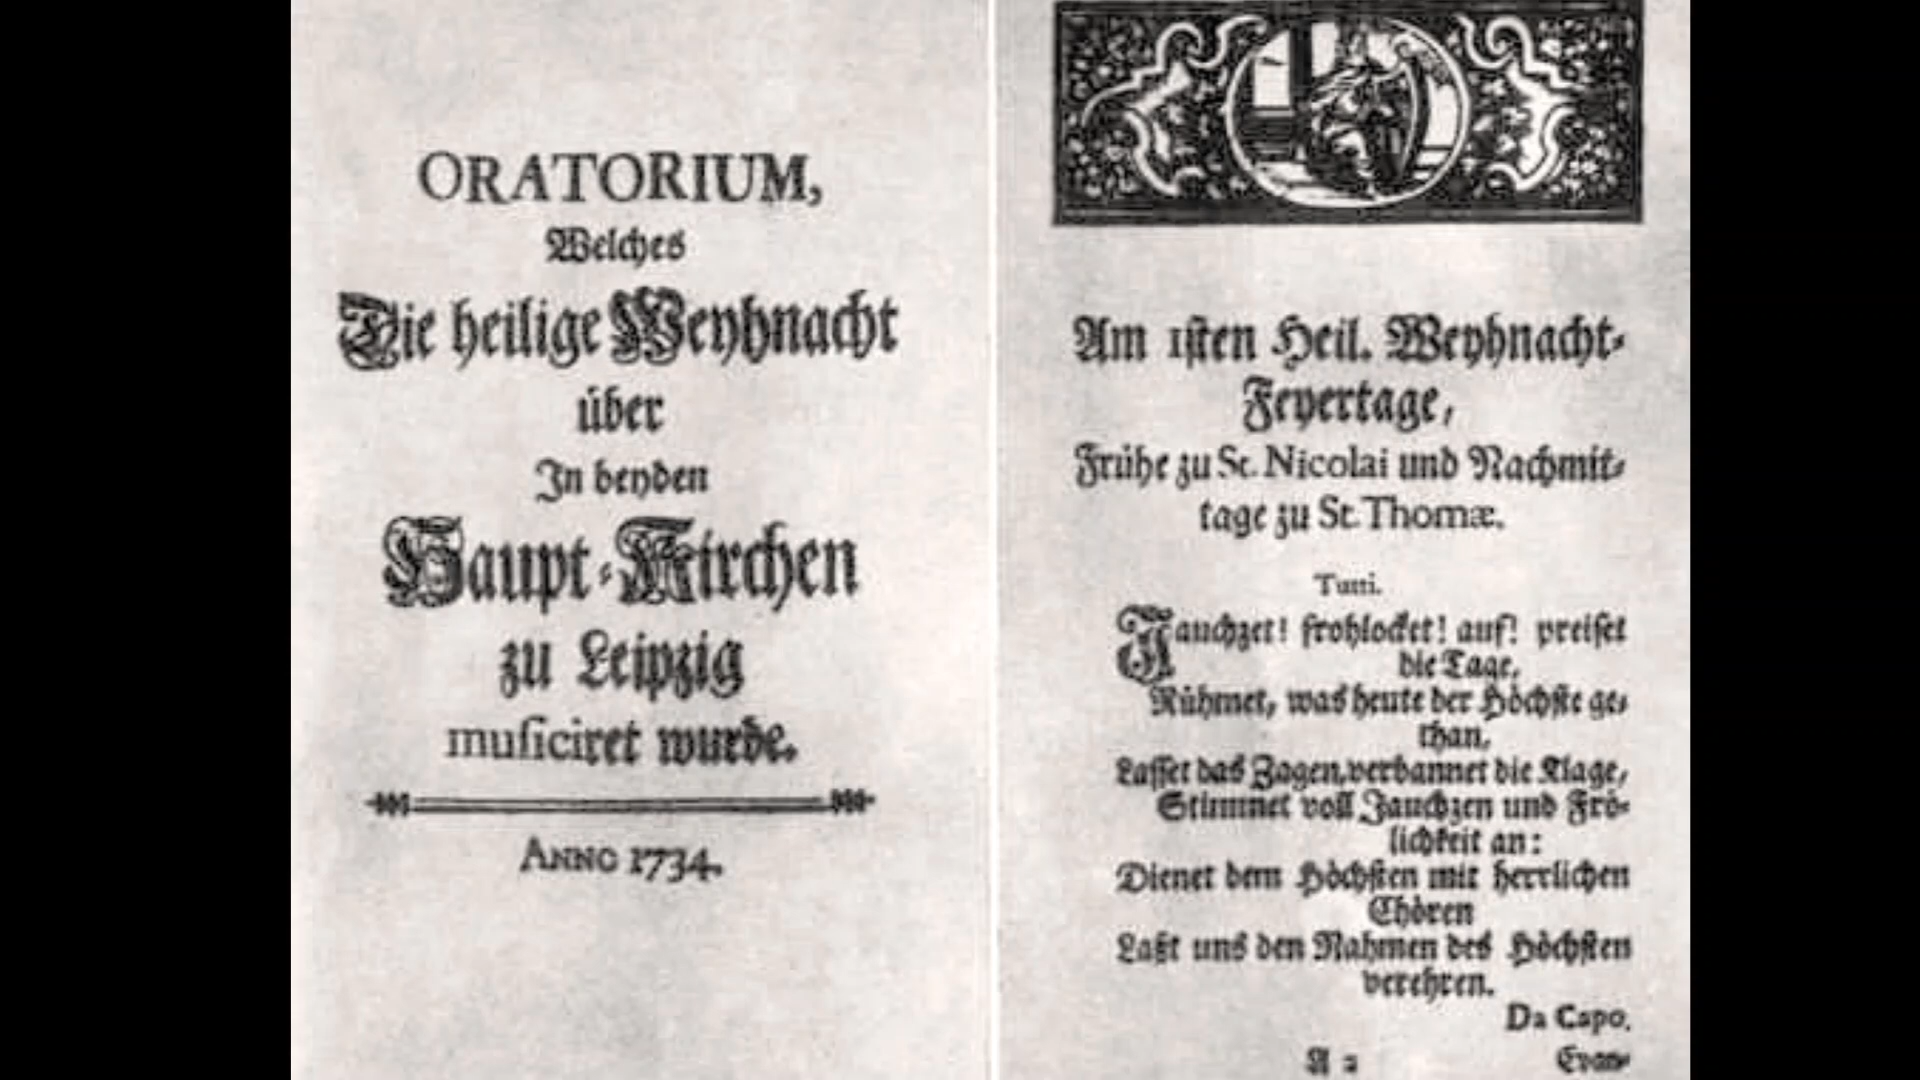 ORATORIUM,
Welches
Die heilige Weyhnacht
über
In beyden
Haupt-Kirchen
zu Leipzig
musiciret wurde.
ANNO 1734.
Am 1sten Heil. Weyhnacht-
Feyertage,
Frühe zu St. Nicolai und Nachmit-
tage zu St. Thomæ.
Tutti.
Jauchzet! frohlocket! auf! preiset
die Tage,
Rühmet, was heute der Höchste ge-
than,
Lasset das Zagen, verbannet die Klage,
Stimmet voll Jauchzen und Frö-
lichkeit an:
Dienet dem Höchsten mit herrlichen
Chören
Laßt uns den Nahmen des Höchsten
verehren.
Da Capo.
A 2 Evan-